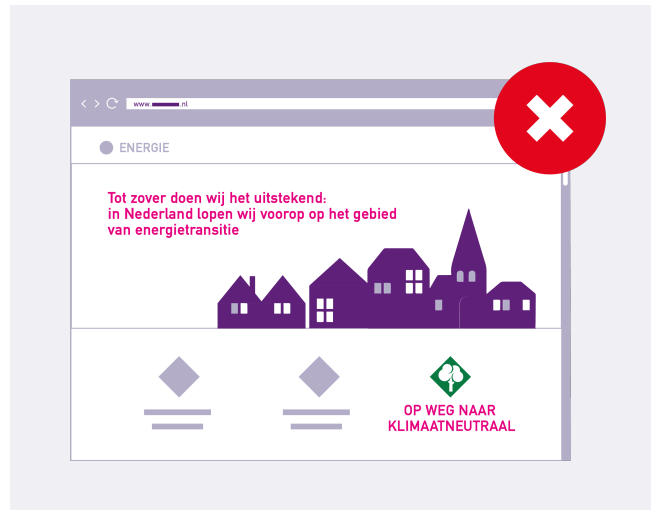 www. .nl
ENERGIE
Tot zover doen wij het uitstekend:
in Nederland lopen wij voorop op het gebied
van energietransitie
OP WEG NAAR
KLIMAATNEUTRAAL